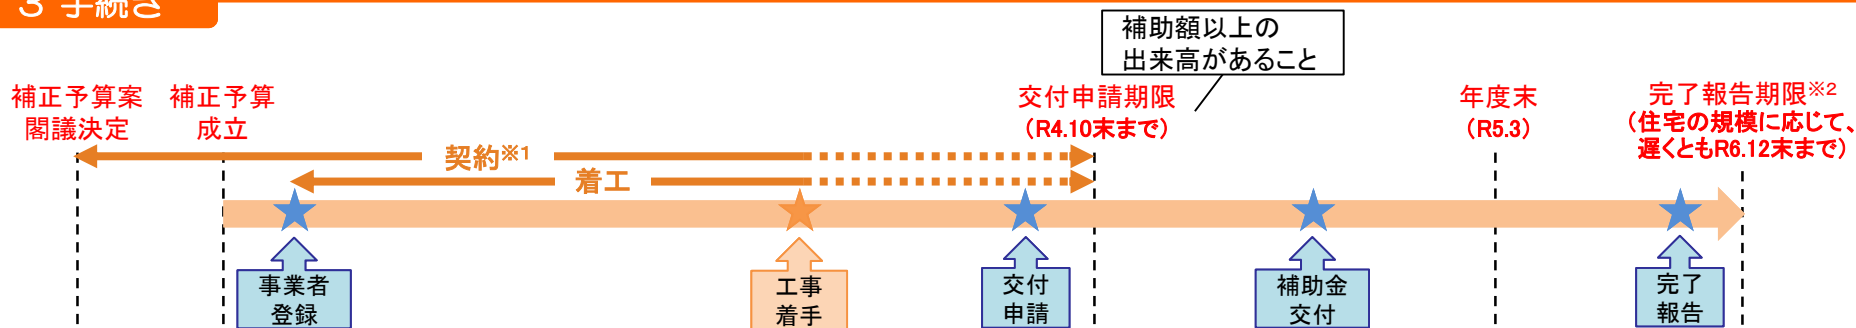 3 手続き
補助額以上の
出来高があること
補正予算案
閣議決定
補正予算
成立
交付申請期限
（R4.10末まで）
年度末
（R5.3）
完了報告期限※2
（住宅の規模に応じて、
遅くともR6.12末まで）
契約※1
着工
事業者
登録
工事
着手
交付
申請
補助金
交付
完了
報告